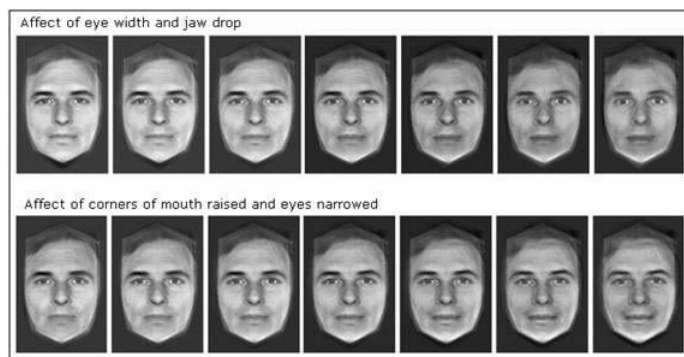 Affect of eye width and jaw drop
Affect of corners of mouth raised and eyes narrowed